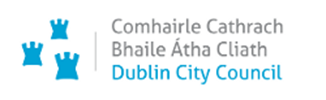 Comhairle Cathrach
Bhaile Átha Cliath
Dublin City Council